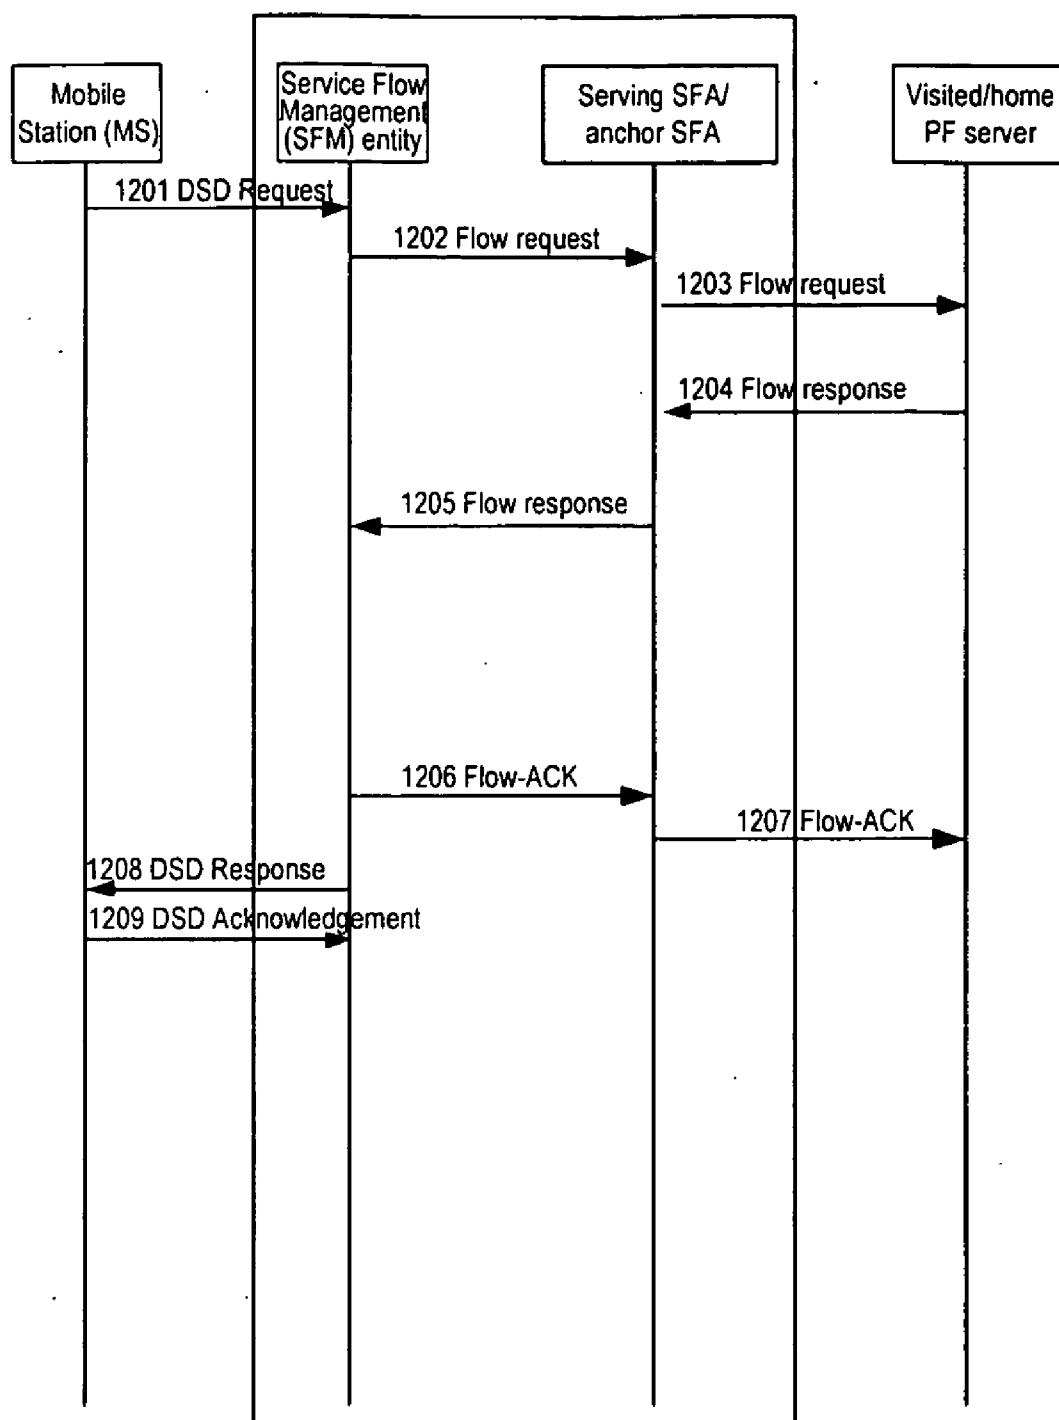 Mobile
Station (MS)
Service Flow
Management
(SFM) entity
Serving SFA/
anchor SFA
Visited/home
PF server
1201 DSD Request
1202 Flow request
1203 Flow request
1204 Flow response
1205 Flow response
1206 Flow-ACK
1207 Flow-ACK
1208 DSD Response
1209 DSD Acknowledgement